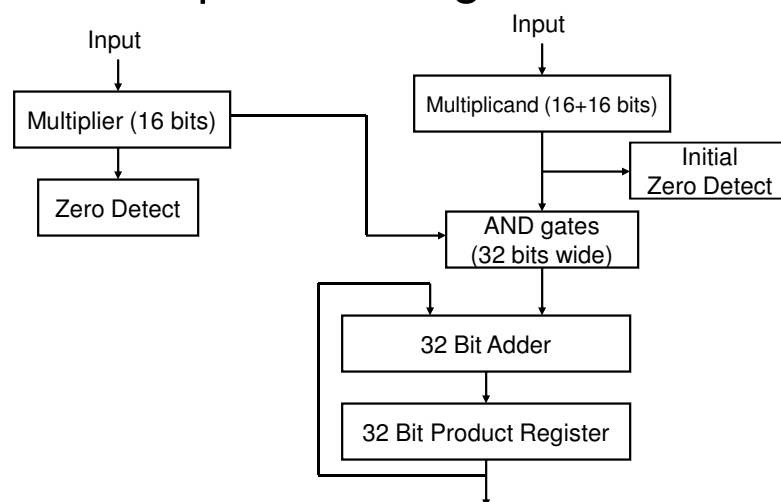 Input
Input
Multiplier (16 bits)
Multiplicand (16+16 bits)
Initial
Zero Detect
Zero Detect
AND gates
(32 bits wide)
32 Bit Adder
32 Bit Product Register